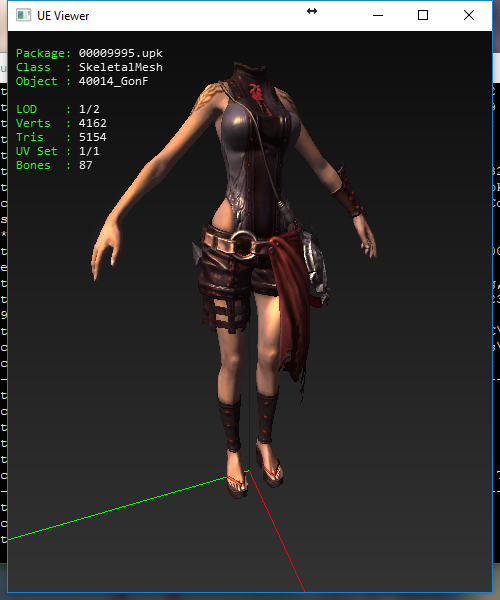 UE Viewer
Package: 00009995.upk
Class : SkeletalMesh
Object : 40014_GonF
LOD : 1/2
Verts : 4162
Tris : 5154
UV Set : 1/1
Bones : 87